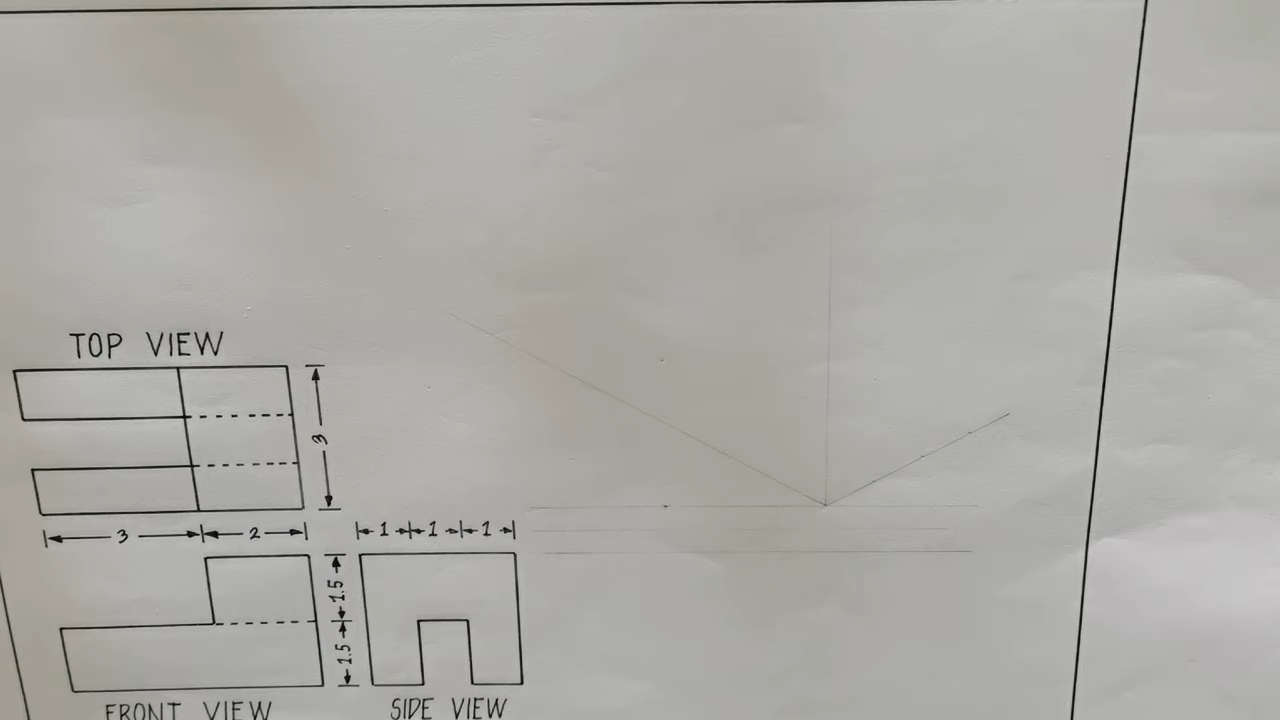 TOP VIEW
3
3 2
1 1 1
1.5
1.5
FRONT VIEW
SIDE VIEW